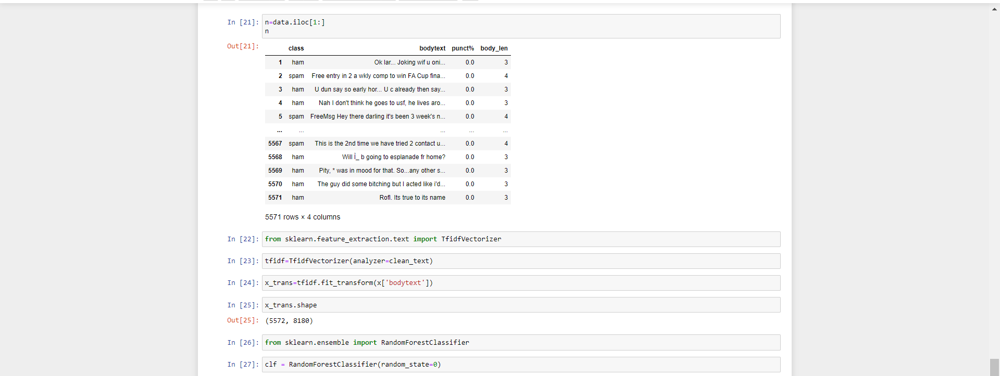 In [21]: n=data.iloc[1:]
n
Out[21]:
class bodytext punct% body_len
1 ham Ok lar... Joking wif u oni... 0.0 3
2 spam Free entry in 2 a wkly comp to win FA Cup fina... 0.0 4
3 ham U dun say so early hor... U c already then say... 0.0 3
4 ham Nah I don't think he goes to usf, he lives aro... 0.0 3
5 spam FreeMsg Hey there darling it's been 3 week's n... 0.0 4
... ... ... ... ...
5567 spam This is the 2nd time we have tried 2 contact u... 0.0 4
5568 ham Will Ì_ b going to esplanade fr home? 0.0 3
5569 ham Pity, * was in mood for that. So...any other s... 0.0 3
5570 ham The guy did some bitching but I acted like i'd... 0.0 3
5571 ham Rofl. Its true to its name 0.0 3
5571 rows × 4 columns
In [22]: from sklearn.feature_extraction.text import TfidfVectorizer
In [23]: tfidf=TfidfVectorizer(analyzer=clean_text)
In [24]: x_trans=tfidf.fit_transform(x['bodytext'])
In [25]: x_trans.shape
Out[25]: (5572, 8180)
In [26]: from sklearn.ensemble import RandomForestClassifier
In [27]: clf = RandomForestClassifier(random_state=0)